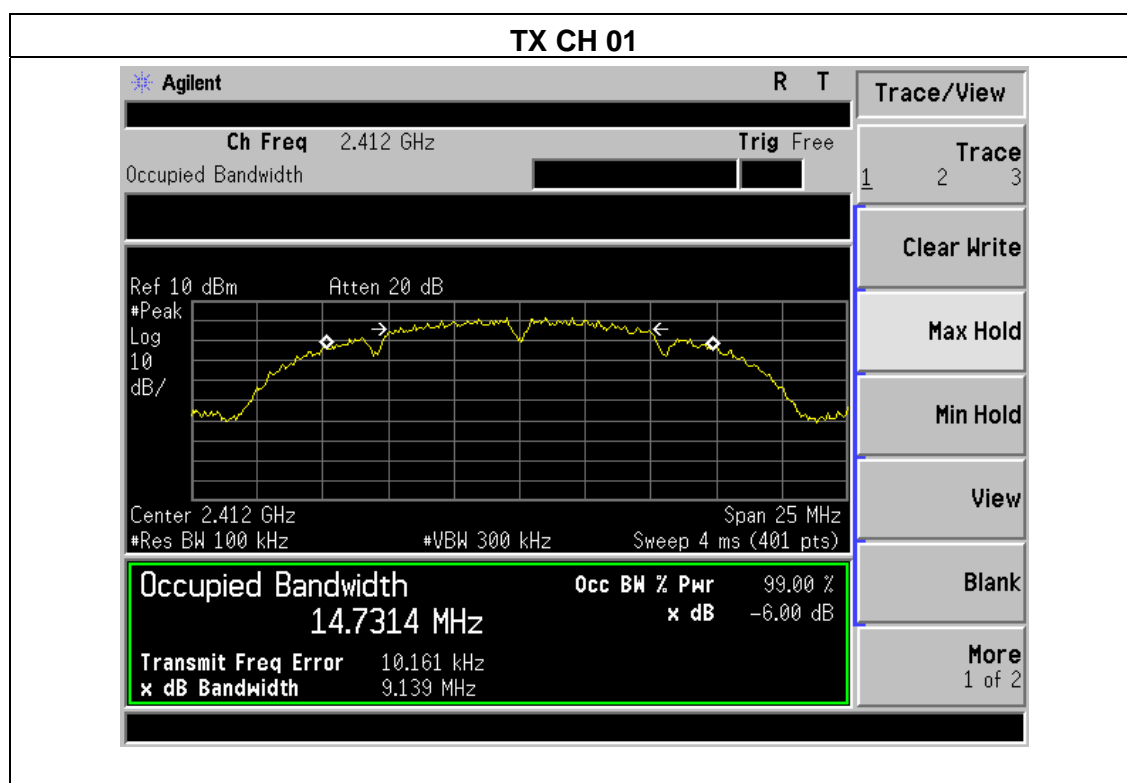 TX CH 01
Agilent R T
Trace/View
Ch Freq 2.412 GHz Trig Free
Occupied Bandwidth
Trace
1 2 3
Clear Write
Ref 10 dBm Atten 20 dB
#Peak
Log
10
dB/
Max Hold
Min Hold
View
Center 2.412 GHz Span 25 MHz
#Res BW 100 kHz #VBW 300 kHz Sweep 4 ms (401 pts)
Occupied Bandwidth Occ BW % Pwr 99.00 %
14.7314 MHz x dB -6.00 dB
Blank
Transmit Freq Error 10.161 kHz
x dB Bandwidth 9.139 MHz
More
1 of 2